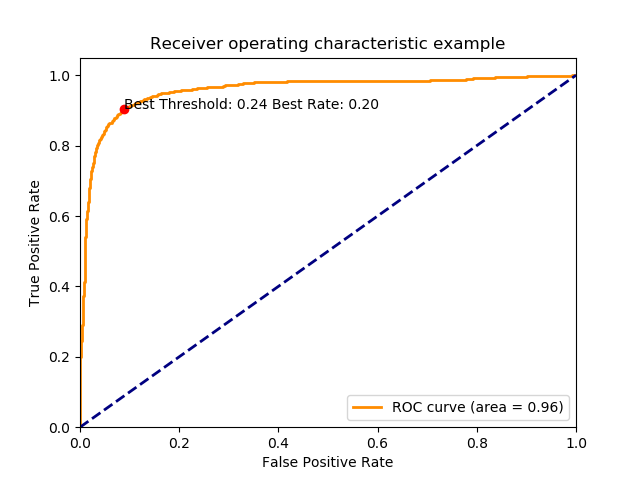 Receiver operating characteristic example
1.0
0.8
0.6
0.4
0.2
0.0
Best Threshold: 0.24 Best Rate: 0.20
True Positive Rate
ROC curve (area = 0.96)
0.0 0.2 0.4 0.6 0.8 1.0
False Positive Rate